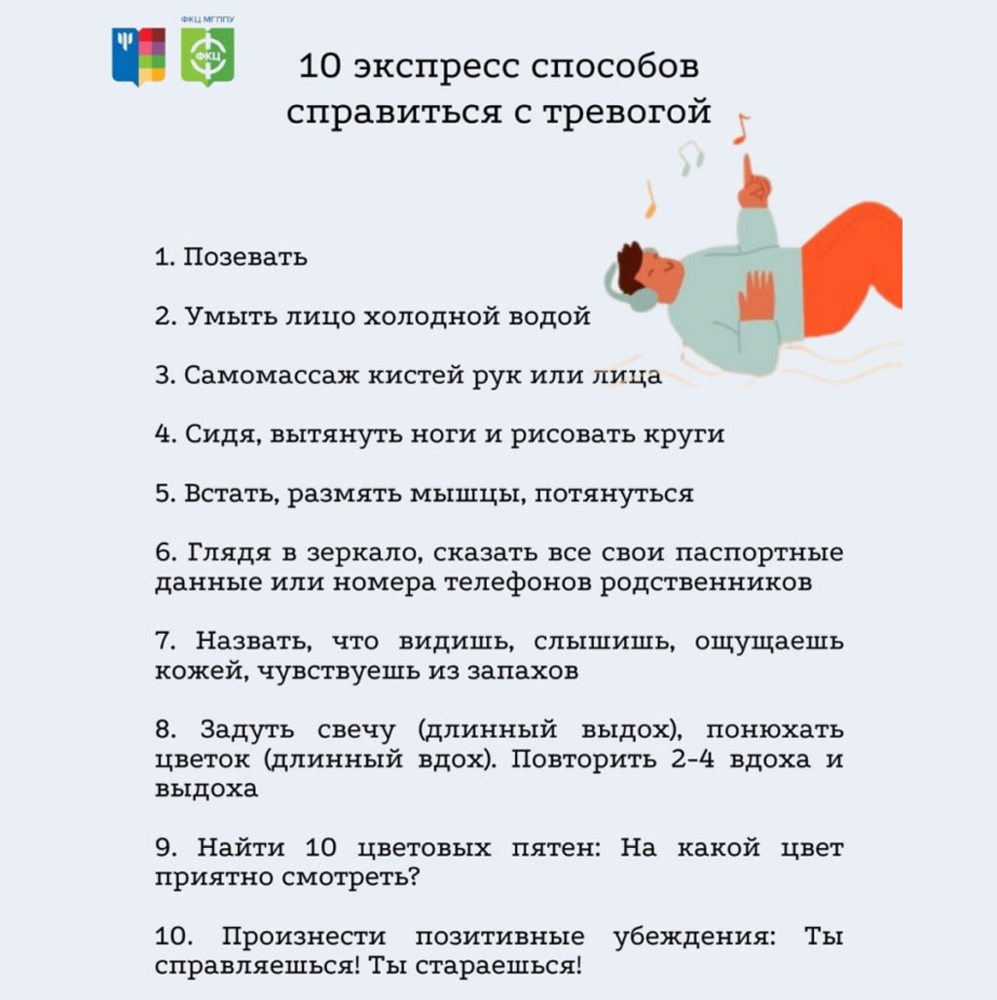 ФКЦ МГППУ
ФКЦ
10 экспресс способов
справиться с тревогой
1. Позевать
2. Умыть лицо холодной водой
3. Самомассаж кистей рук или лица
4. Сидя, вытянуть ноги и рисовать круги
5. Встать, размять мышцы, потянуться
6. Глядя в зеркало, сказать все свои паспортные
данные или номера телефонов родственников
7. Назвать, что видишь, слышишь, ощущаешь
кожей, чувствуешь из запахов
8. Задуть свечу (длинный выдох), понюхать
цветок (длинный вдох). Повторить 2-4 вдоха и
выдоха
9. Найти 10 цветовых пятен: На какой цвет
приятно смотреть?
10. Произнести позитивные убеждения: Ты
справляешься! Ты стараешься!